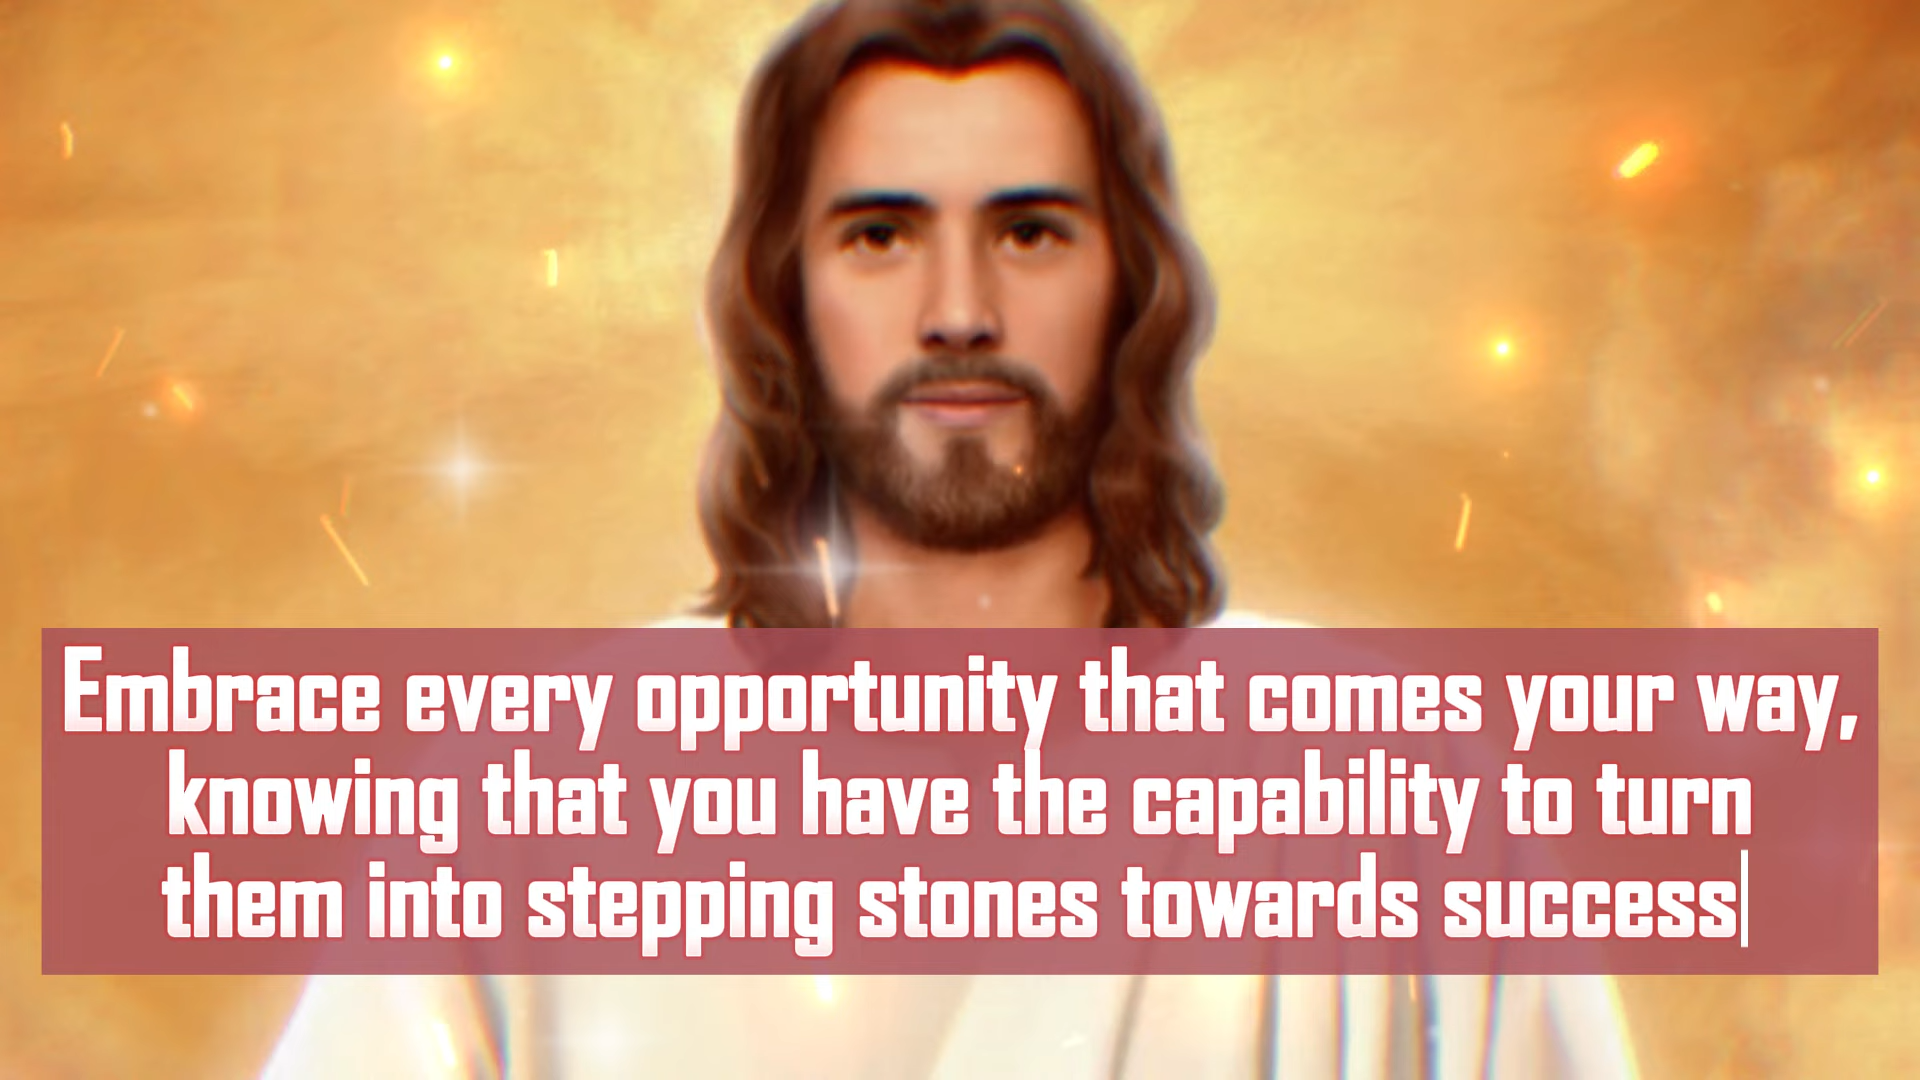 Embrace every opportunity that comes your way,
knowing that you have the capability to turn
them into stepping stones towards success